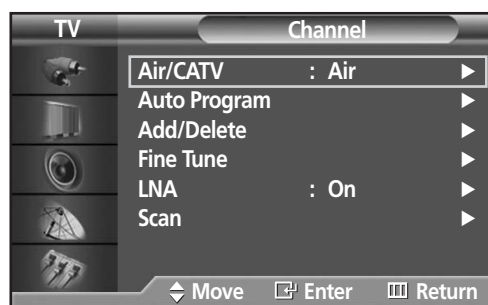 TV Channel
Air/CATV : Air
Auto Program
Add/Delete
Fine Tune
LNA : On
Scan
Move Enter Return